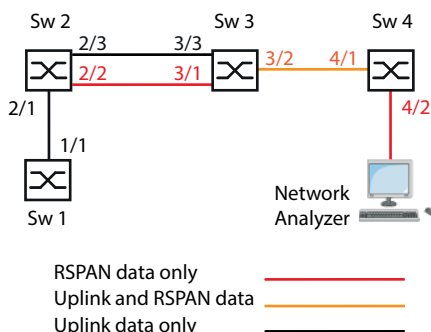 Sw 2
Sw 3
Sw 4
2/3
3/3
2/2
3/1
3/2
4/1
2/1
4/2
1/1
Sw 1
Network
Analyzer
RSPAN data only
Uplink and RSPAN data
Uplink data only